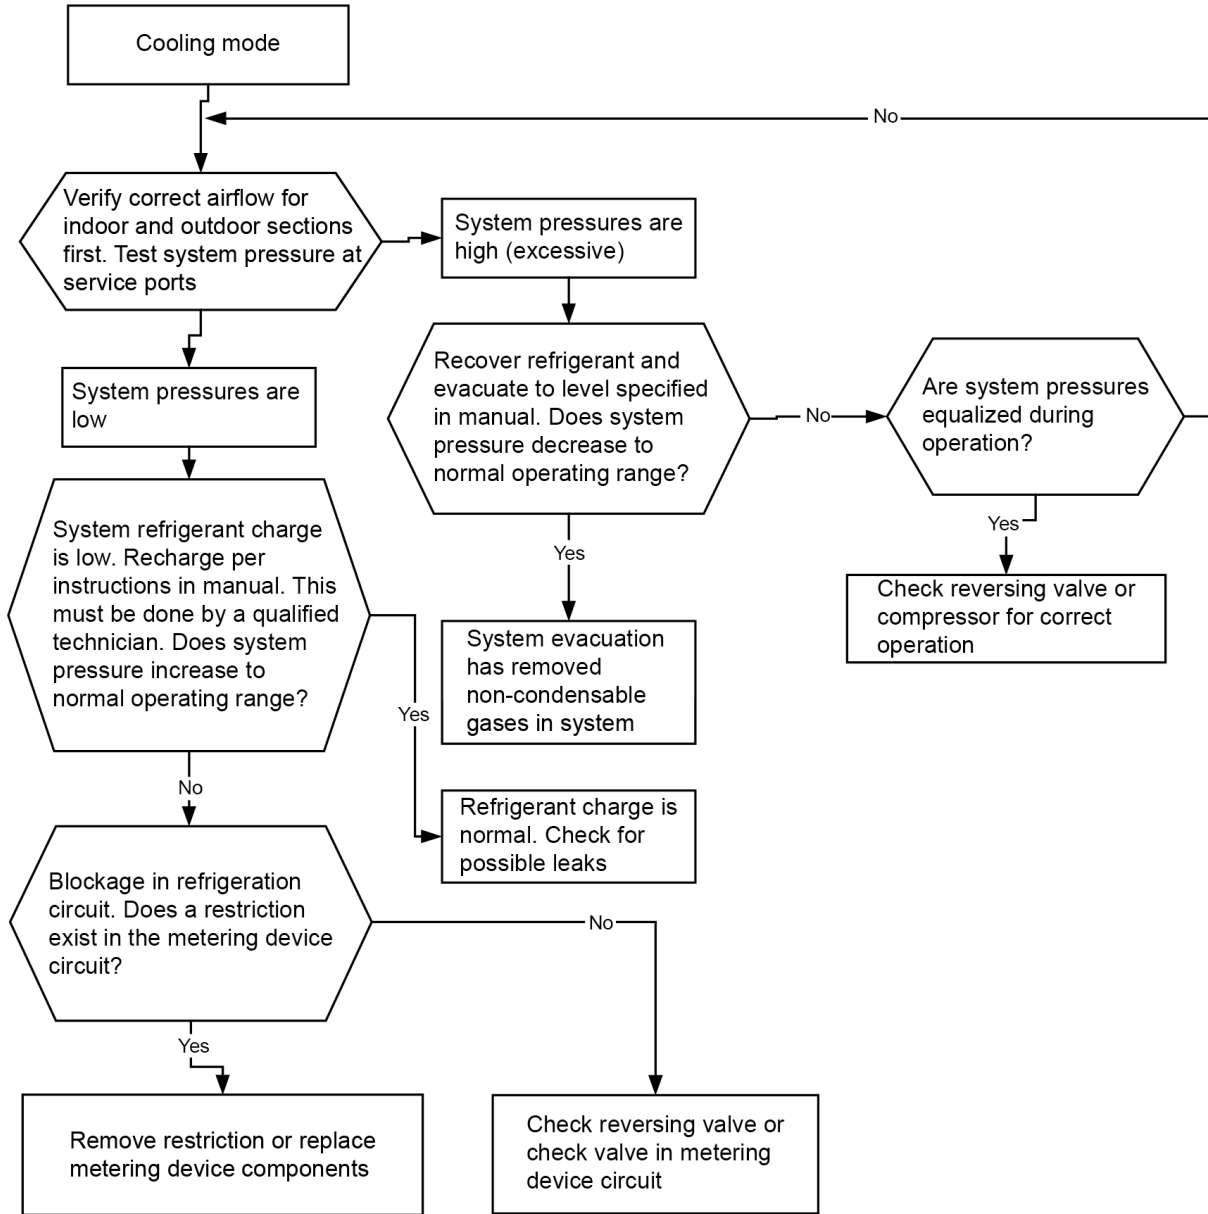 Cooling mode
No
Verify correct airflow for
indoor and outdoor sections
first. Test system pressure at
service ports
System pressures are
high (excessive)
System pressures are
low
Recover refrigerant and
evacuate to level specified
in manual. Does system
pressure decrease to
normal operating range?
No
Are system pressures
equalized during
operation?
System refrigerant charge
is low. Recharge per
instructions in manual. This
must be done by a qualified
technician. Does system
pressure increase to
normal operating range?
Yes
Yes
Check reversing valve or
compressor for correct
operation
System evacuation
has removed
non-condensable
gases in system
Yes
No
Refrigerant charge is
normal. Check for
possible leaks
Blockage in refrigeration
circuit. Does a restriction
exist in the metering device
circuit?
No
Yes
Remove restriction or replace
metering device components
Check reversing valve or
check valve in metering
device circuit